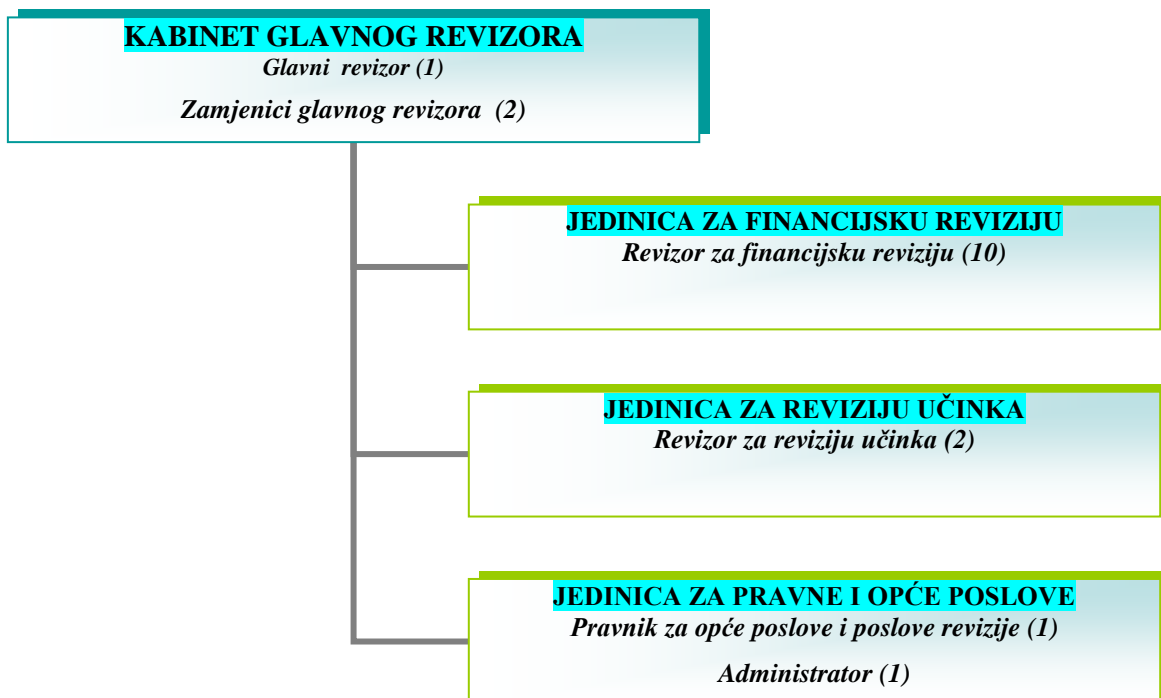 KABINET GLAVNOG REVIZORA
Glavni revizor (1)
Zamjenici glavnog revizora (2)
JEDINICA ZA FINANCIJSKU REVIZIJU
Revizor za financijsku reviziju (10)
JEDINICA ZA REVIZIJU UČINKA
Revizor za reviziju učinka (2)
JEDINICA ZA PRAVNE I OPĆE POSLOVE
Pravnik za opće poslove i poslove revizije (1)
Administrator (1)